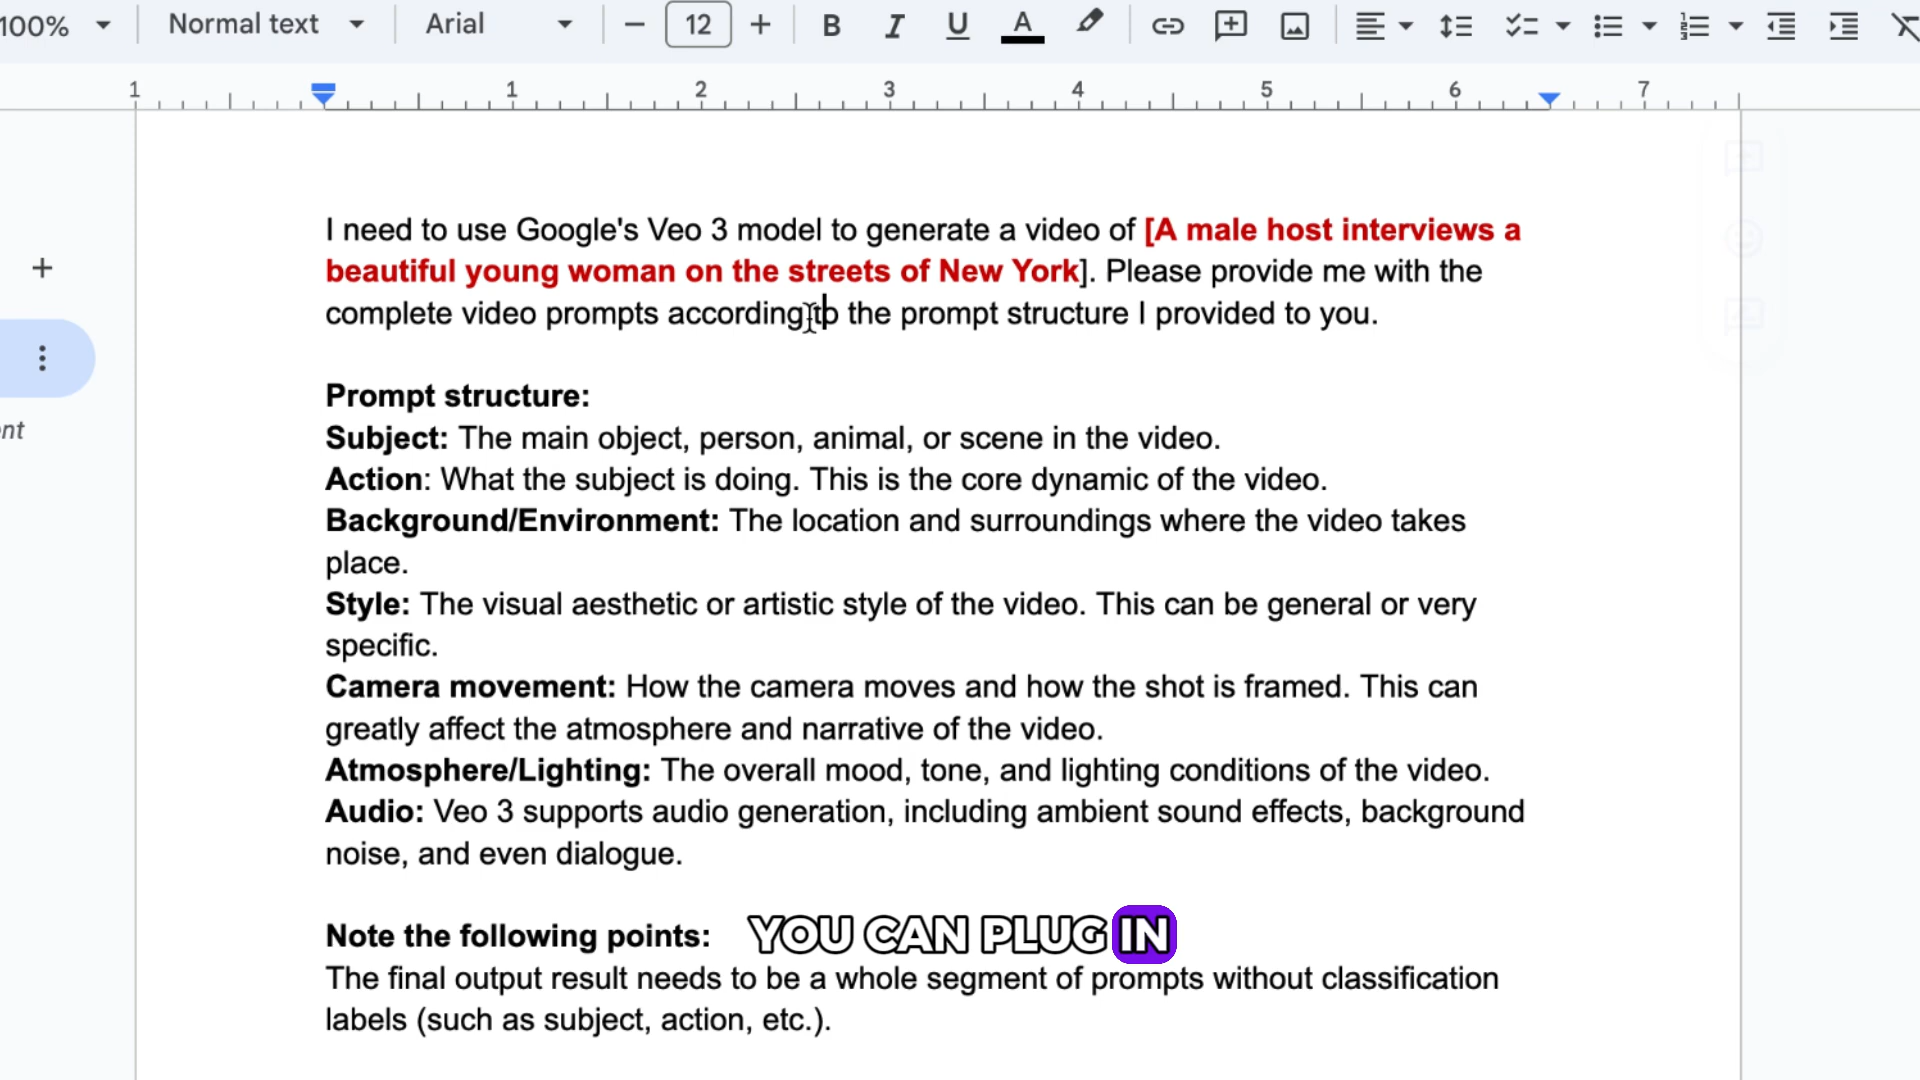 100%
Normal text
Arial
12
B I U A
1 1 2 3 4 5 6 7
I need to use Google's Veo 3 model to generate a video of [A male host interviews a
beautiful young woman on the streets of New York]. Please provide me with the
complete video prompts according to the prompt structure I provided to you.
Prompt structure:
Subject: The main object, person, animal, or scene in the video.
Action: What the subject is doing. This is the core dynamic of the video.
Background/Environment: The location and surroundings where the video takes
place.
Style: The visual aesthetic or artistic style of the video. This can be general or very
specific.
Camera movement: How the camera moves and how the shot is framed. This can
greatly affect the atmosphere and narrative of the video.
Atmosphere/Lighting: The overall mood, tone, and lighting conditions of the video.
Audio: Veo 3 supports audio generation, including ambient sound effects, background
noise, and even dialogue.
Note the following points:
YOU CAN PLUG IN
The final output result needs to be a whole segment of prompts without classification
labels (such as subject, action, etc.).